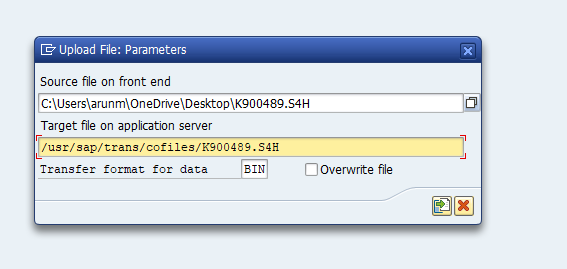 Upload File: Parameters
Source file on front end
C:\Users\arunm\OneDrive\Desktop\K900489.S4H
Target file on application server
/usr/sap/trans/cofiles/K900489.S4H
Transfer format for data BIN Overwrite file